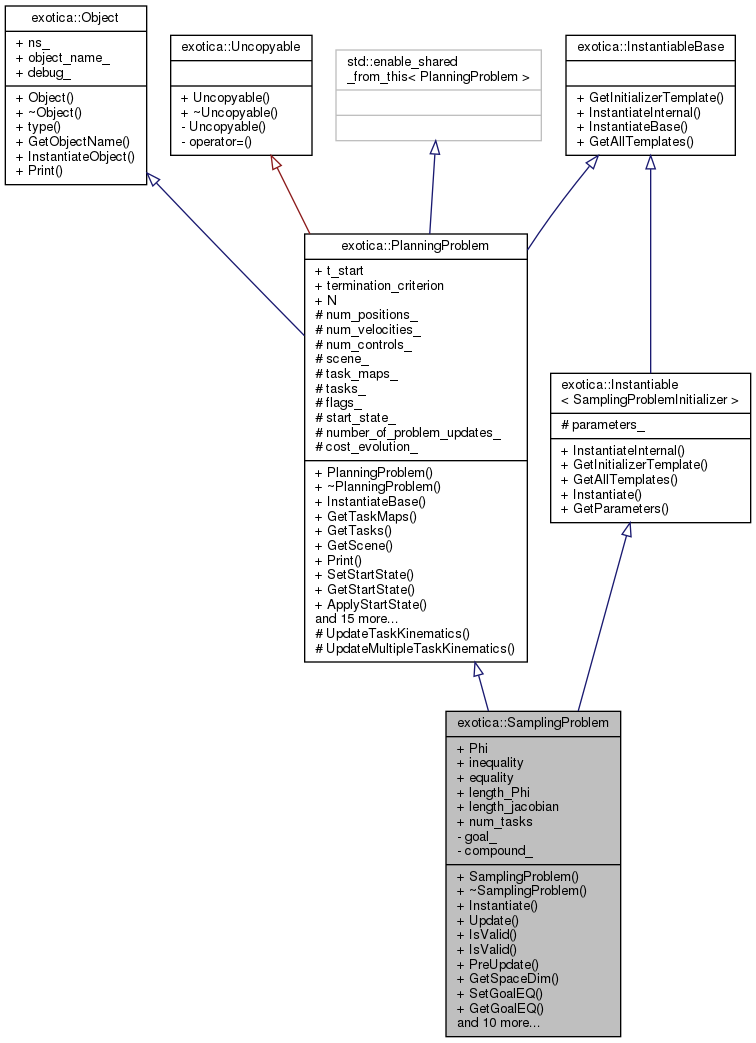 exotica::Object
+ ns_
+ object_name_
+ debug_
+ Object()
+ ~Object()
+ type()
+ GetObjectName()
+ InstantiateObject()
+ Print()
exotica::Uncopyable
+ Uncopyable()
+ ~Uncopyable()
- Uncopyable()
- operator=()
std::enable_shared
_from_this< PlanningProblem >
exotica::InstantiableBase
+ GetInitializerTemplate()
+ InstantiateInternal()
+ InstantiateBase()
+ GetAllTemplates()
exotica::PlanningProblem
+ t_start
+ termination_criterion
+ N
# num_positions_
# num_velocities_
# num_controls_
# scene_
# task_maps_
# tasks_
# flags_
# start_state_
# number_of_problem_updates_
# cost_evolution_
+ PlanningProblem()
+ ~PlanningProblem()
+ InstantiateBase()
+ GetTaskMaps()
+ GetTasks()
+ GetScene()
+ Print()
+ SetStartState()
+ GetStartState()
+ ApplyStartState()
and 15 more...
# UpdateTaskKinematics()
# UpdateMultipleTaskKinematics()
exotica::Instantiable
< SamplingProblemInitializer >
# parameters_
+ InstantiateInternal()
+ GetInitializerTemplate()
+ GetAllTemplates()
+ Instantiate()
+ GetParameters()
exotica::SamplingProblem
+ Phi
+ inequality
+ equality
+ length_Phi
+ length_jacobian
+ num_tasks
- goal_
- compound_
+ SamplingProblem()
+ ~SamplingProblem()
+ Instantiate()
+ Update()
+ IsValid()
+ IsValid()
+ PreUpdate()
+ GetSpaceDim()
+ SetGoalEQ()
+ GetGoalEQ()
and 10 more...